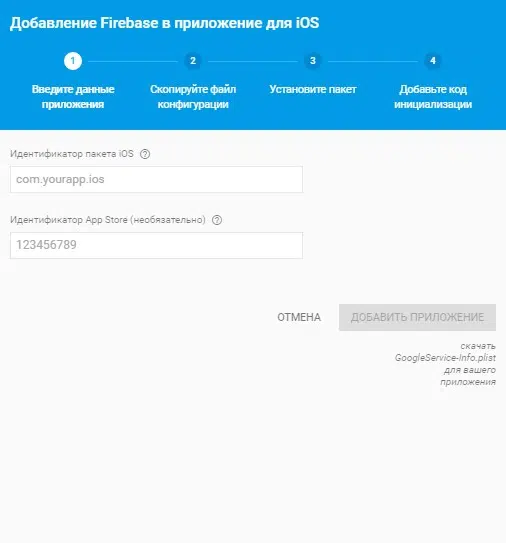 Добавление Firebase в приложение для iOS
1 2 3 4
Введите данные приложения
Скопируйте файл конфигурации
Установите пакет
Добавьте код инициализации
Идентификатор пакета iOS ?
com.yourapp.ios
Идентификатор App Store (необязательно) ?
123456789
ОТМЕНА ДОБАВИТЬ ПРИЛОЖЕНИЕ
скачать
GoogleService-Info.plist
для вашего
приложения